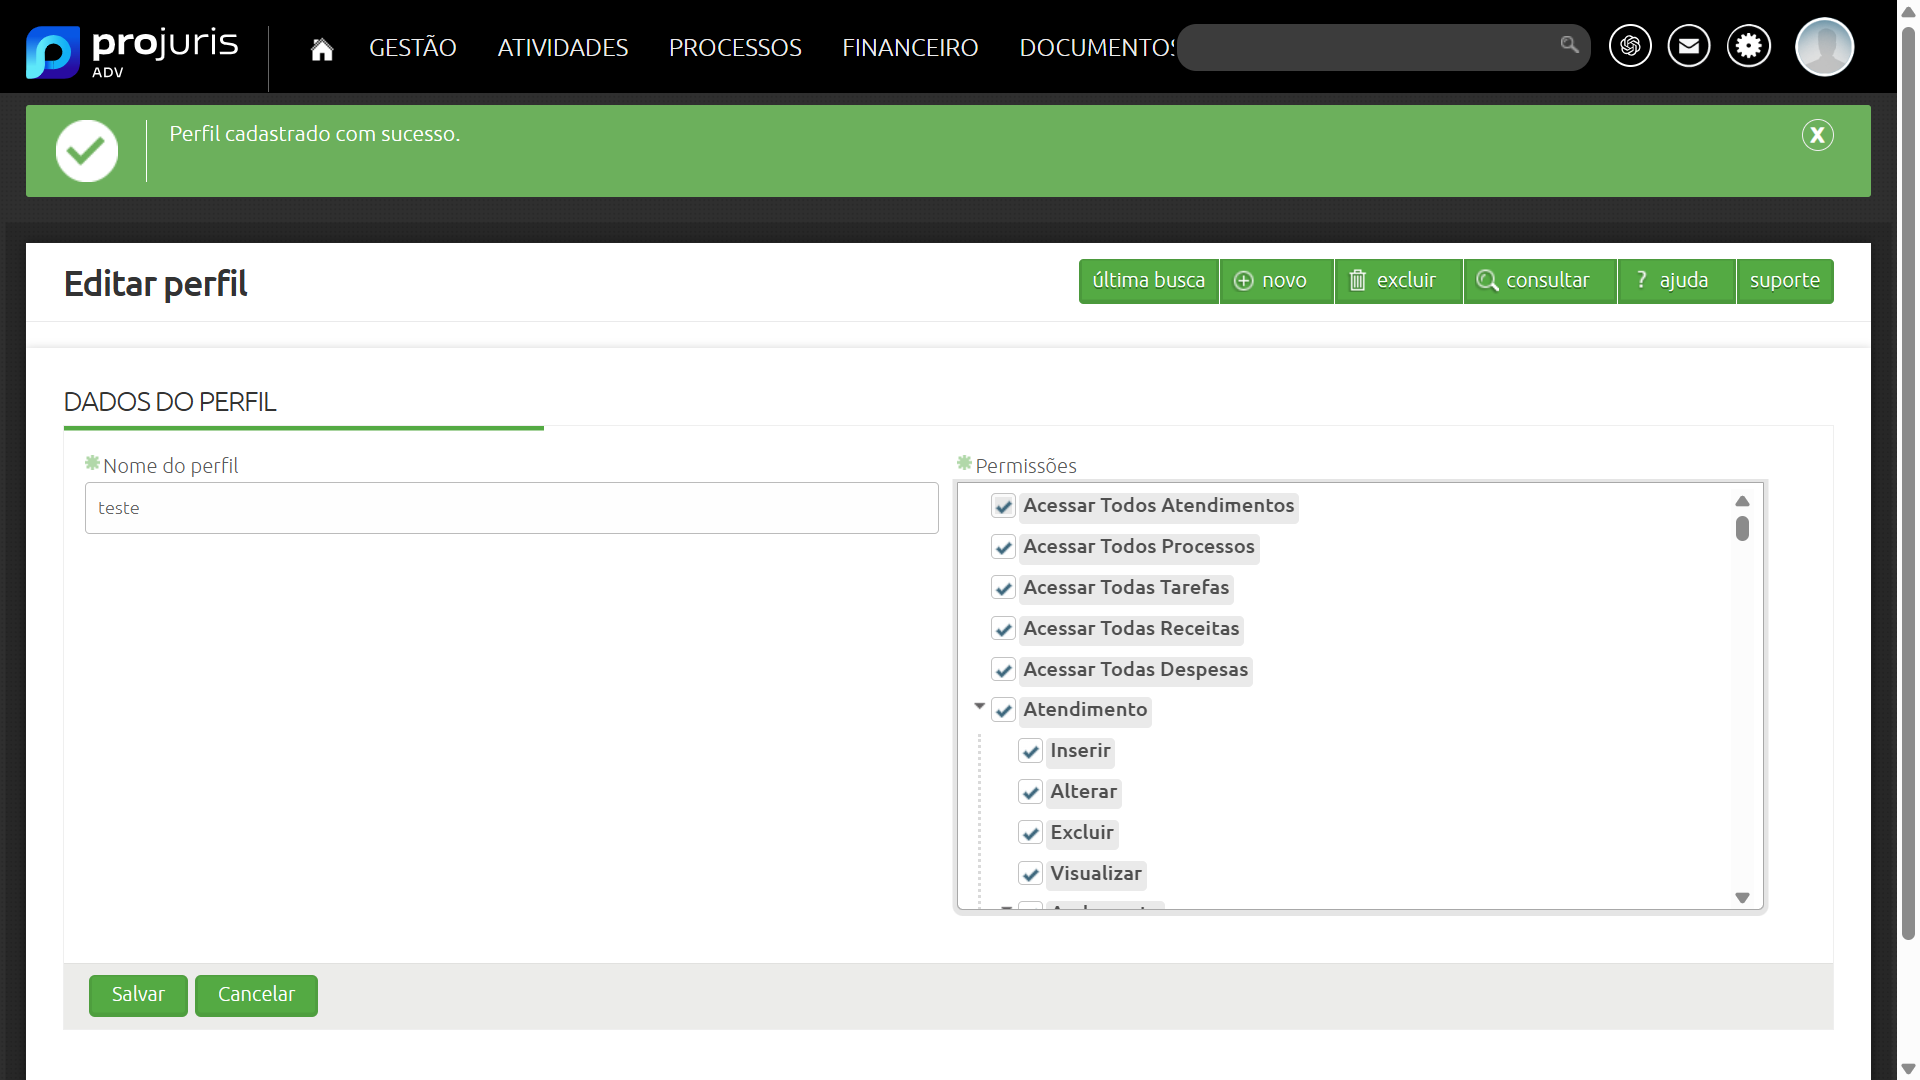 projuris
ADV
GESTÃO ATIVIDADES PROCESSOS FINANCEIRO DOCUMENTOS
Perfil cadastrado com sucesso.
X
Editar perfil
última busca novo excluir consultar ? ajuda suporte
DADOS DO PERFIL
Nome do perfil
teste
Permissões
Acessar Todos Atendimentos
Acessar Todos Processos
Acessar Todas Tarefas
Acessar Todas Receitas
Acessar Todas Despesas
Atendimento
Inserir
Alterar
Excluir
Visualizar
Salvar Cancelar